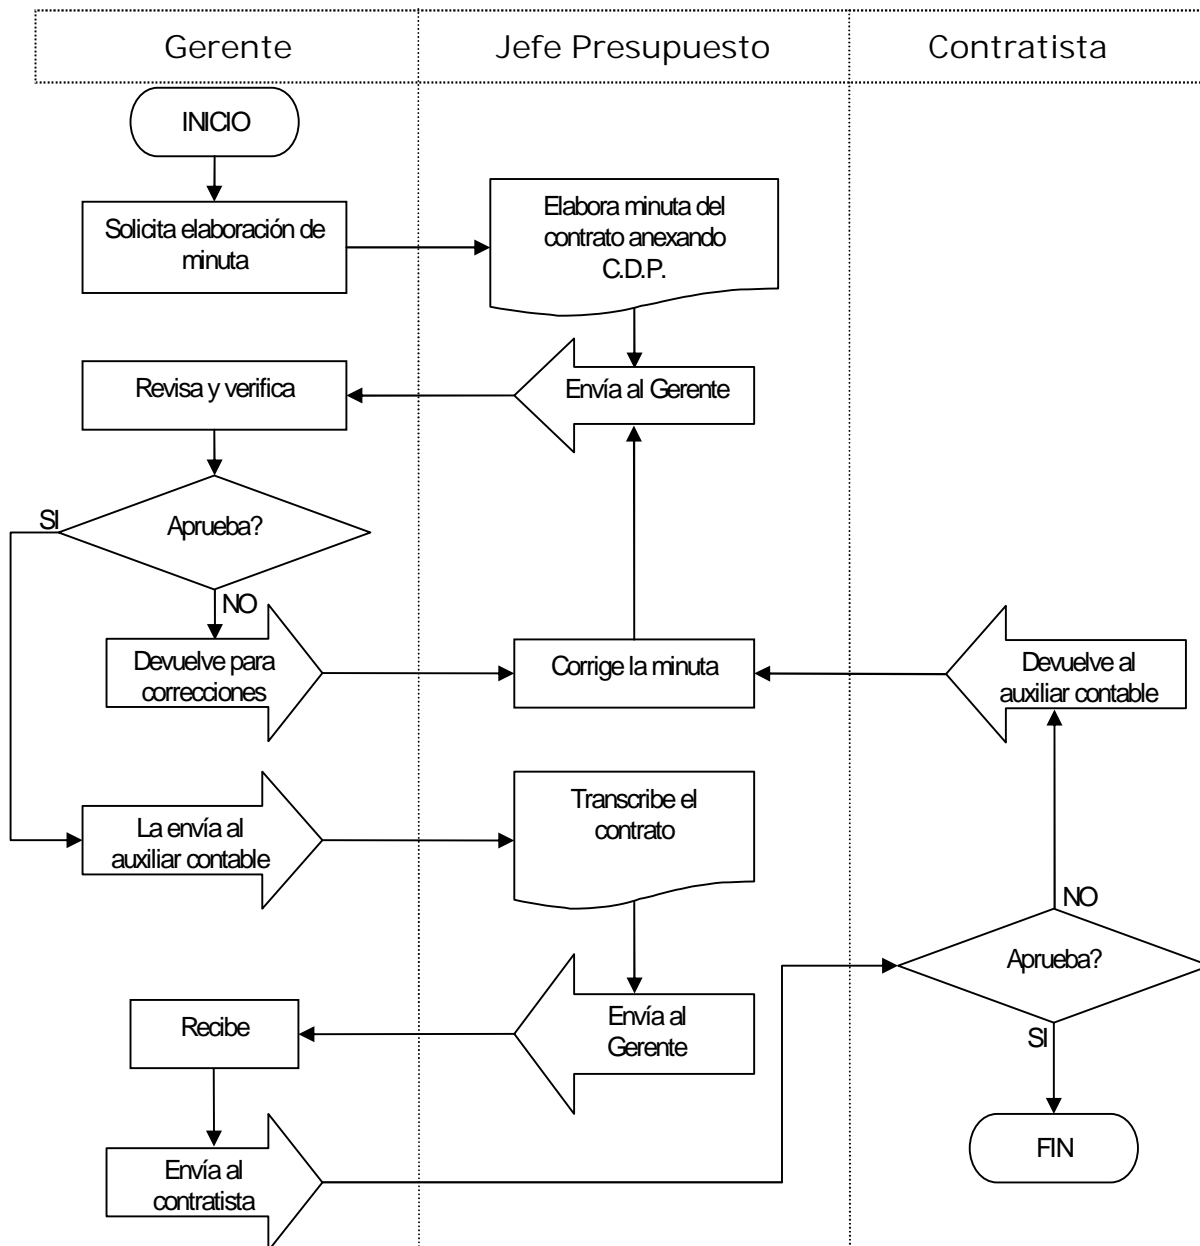 Gerente
Jefe Presupuesto
Contratista
INICIO
Solicita elaboración de
minuta
Elabora minuta del
contrato anexando
C.D.P.
Envía al Gerente
Revisa y verifica
Aprueba?
SI
NO
Devuelve para
correcciones
Corrige la minuta
Devuelve al
auxiliar contable
La envía al
auxiliar contable
Transcribe el
contrato
Envía al
Gerente
Recibe
Envía al
contratista
NO
Aprueba?
SI
FIN